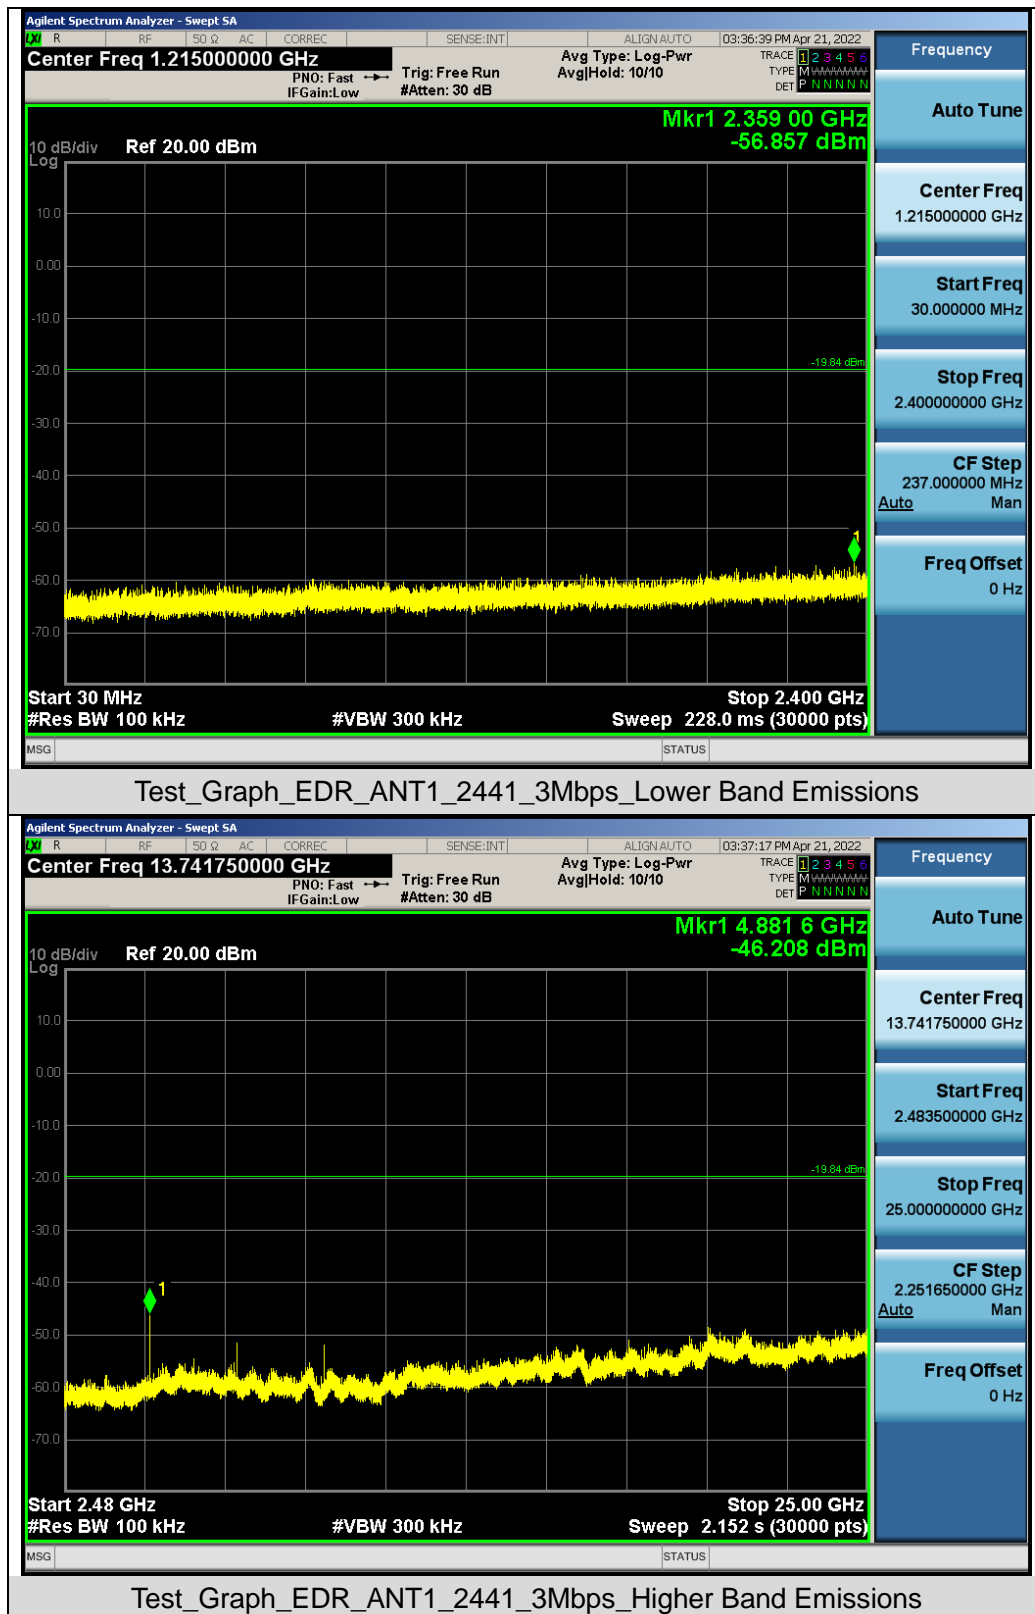 Agilent Spectrum Analyzer - Swept SA
LXI R RF 50 Ω AC CORREC SENSE:INT ALIGN AUTO 03:36:39 PM Apr 21, 2022
Center Freq 1.215000000 GHz
PNO: Fast
IFGain:Low
Trig: Free Run
#Atten: 30 dB
Avg Type: Log-Pwr
Avg|Hold: 10/10
TRACE 1 2 3 4 5 6
TYPE M
DET P N N N N N
Mkr1 2.359 00 GHz
-56.857 dBm
10 dB/div Ref 20.00 dBm
Log
10.0
0.00
-10.0
-19.84 dBm
-20.0
-30.0
-40.0
-50.0
1
-60.0
-70.0
Start 30 MHz Stop 2.400 GHz
#Res BW 100 kHz #VBW 300 kHz Sweep 228.0 ms (30000 pts)
MSG STATUS
Frequency
Auto Tune
Center Freq
1.215000000 GHz
Start Freq
30.000000 MHz
Stop Freq
2.400000000 GHz
CF Step
237.000000 MHz
Auto Man
Freq Offset
0 Hz
Test_Graph_EDR_ANT1_2441_3Mbps_Lower Band Emissions
Agilent Spectrum Analyzer - Swept SA
LXI R RF 50 Ω AC CORREC SENSE:INT ALIGN AUTO 03:37:17 PM Apr 21, 2022
Center Freq 13.741750000 GHz
PNO: Fast
IFGain:Low
Trig: Free Run
#Atten: 30 dB
Avg Type: Log-Pwr
Avg|Hold: 10/10
TRACE 1 2 3 4 5 6
TYPE M
DET P N N N N N
Mkr1 4.881 6 GHz
-46.208 dBm
10 dB/div Ref 20.00 dBm
Log
10.0
0.00
-10.0
-19.84 dBm
-20.0
-30.0
-40.0
1
-50.0
-60.0
-70.0
Start 2.48 GHz Stop 25.00 GHz
#Res BW 100 kHz #VBW 300 kHz Sweep 2.152 s (30000 pts)
MSG STATUS
Frequency
Auto Tune
Center Freq
13.741750000 GHz
Start Freq
2.483500000 GHz
Stop Freq
25.000000000 GHz
CF Step
2.251650000 GHz
Auto Man
Freq Offset
0 Hz
Test_Graph_EDR_ANT1_2441_3Mbps_Higher Band Emissions